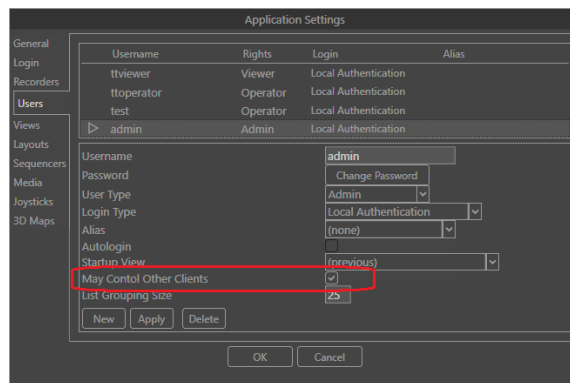 Application Settings
General
Login
Recorders
Users
Views
Layouts
Sequencers
Media
Joysticks
3D Maps
Username Rights Login Alias
ttviewer Viewer Local Authentication
ttoperator Operator Local Authentication
test Operator Local Authentication
admin Admin Local Authentication
Username admin
Password Change Password
User Type Admin
Login Type Local Authentication
Alias (none)
Autologin
Startup View (previous)
May Contol Other Clients
List Grouping Size 25
New Apply Delete
OK Cancel